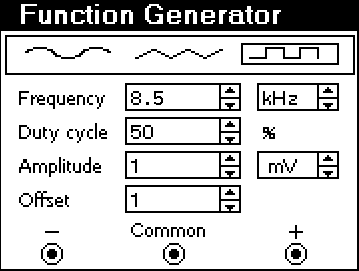 Function Generator
Frequency 8.5 kHz
Duty cycle 50 %
Amplitude 1 mV
Offset 1
− Common +